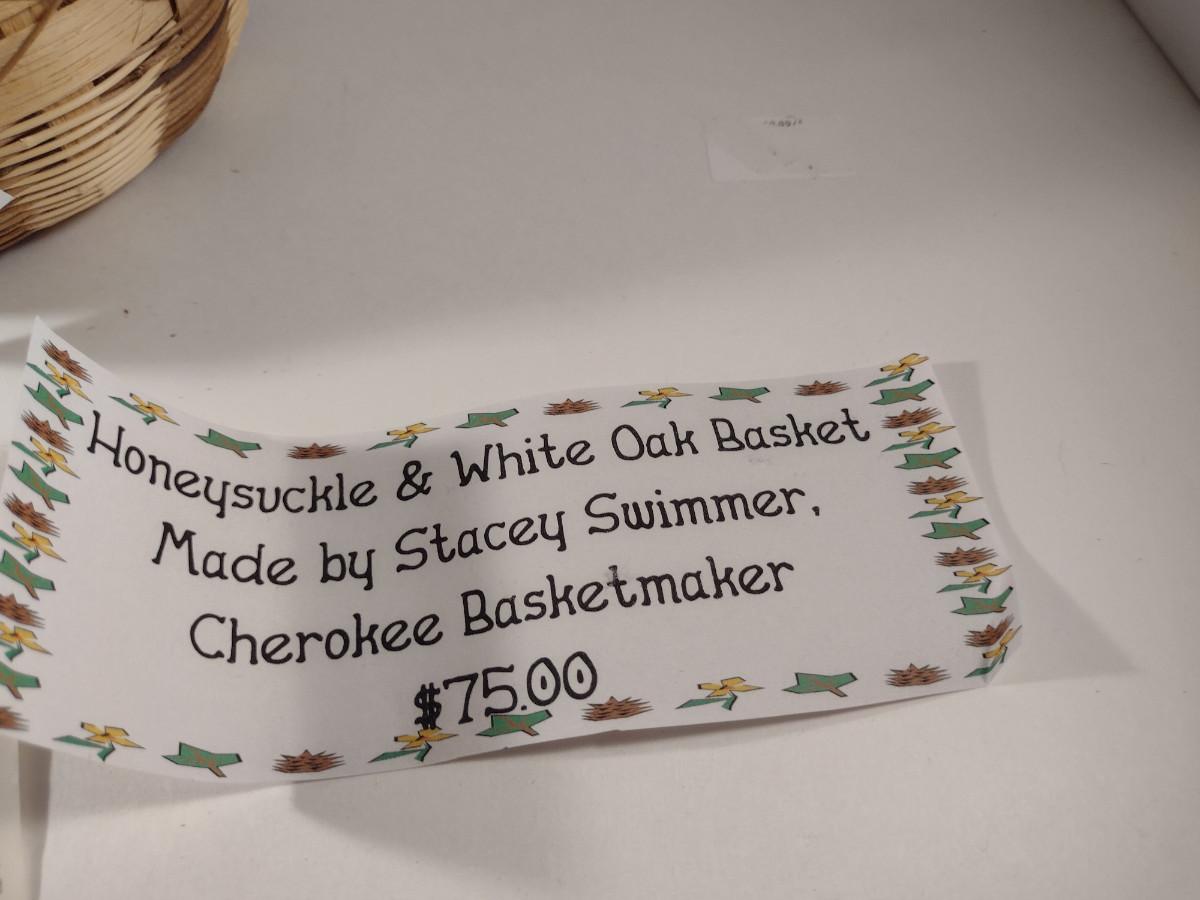 Honeysuckle & White Oak Basket
Made by Stacey Swimmer,
Cherokee Basketmaker
$75.00